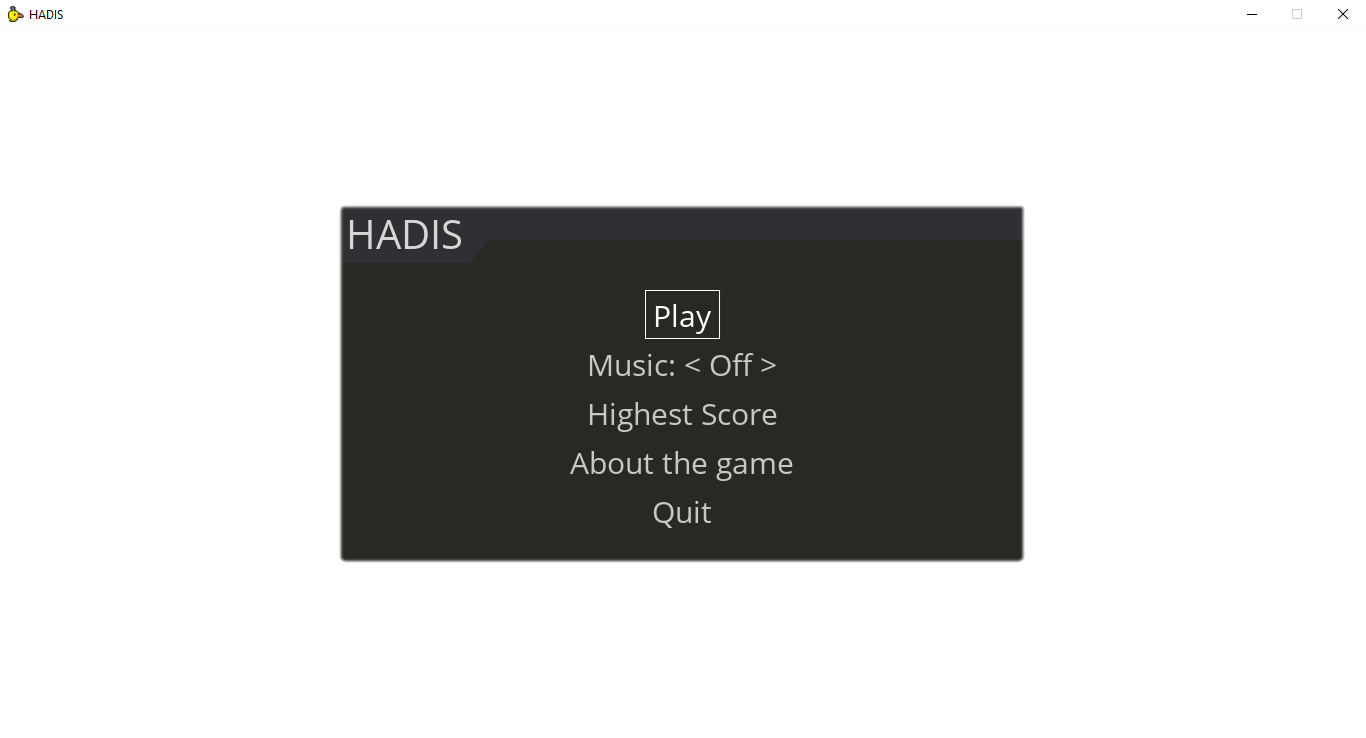 HADIS
HADIS
Play
Music: < Off >
Highest Score
About the game
Quit